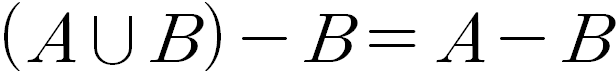 (A ∪ B) − B = A − B